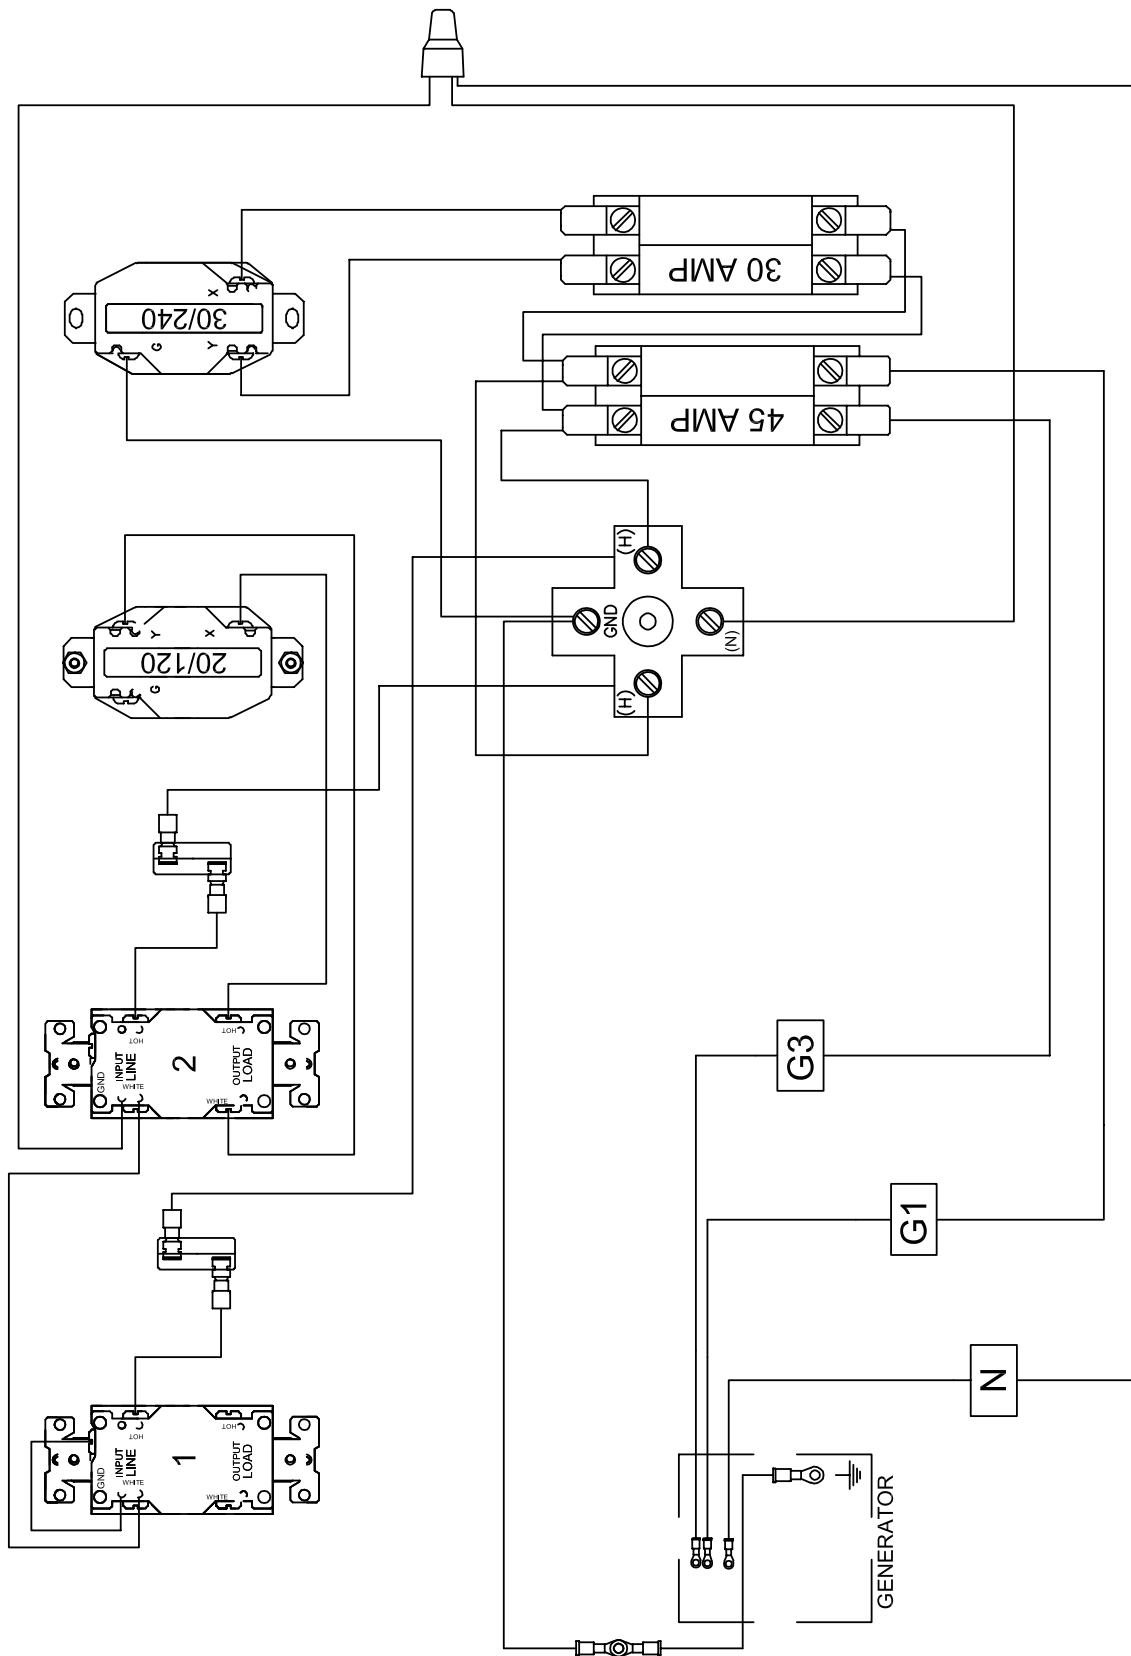 30 AMP
X
30/240
G
Y
45 AMP
(H)
Y
X
GND
20/120
(N)
G
(H)
HOT
HOT
GND
INPUT
LINE
2
OUTPUT
LOAD
WHITE
WHITE
G3
G1
N
HOT
HOT
GND
INPUT
LINE
1
OUTPUT
LOAD
WHITE
WHITE
GENERATOR